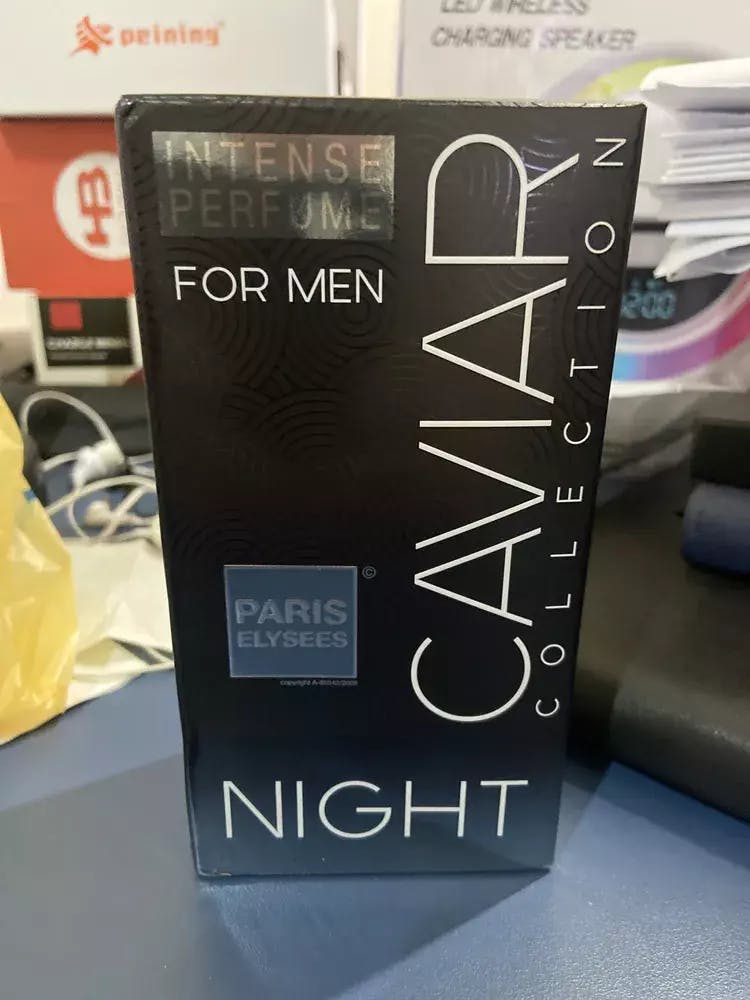 peining
LED WIRELESS
CHARGING SPEAKER
INTENSE
PERFUME
FOR MEN
CAVIAR
COLLECTION
PARIS
ELYSEES
©
NIGHT